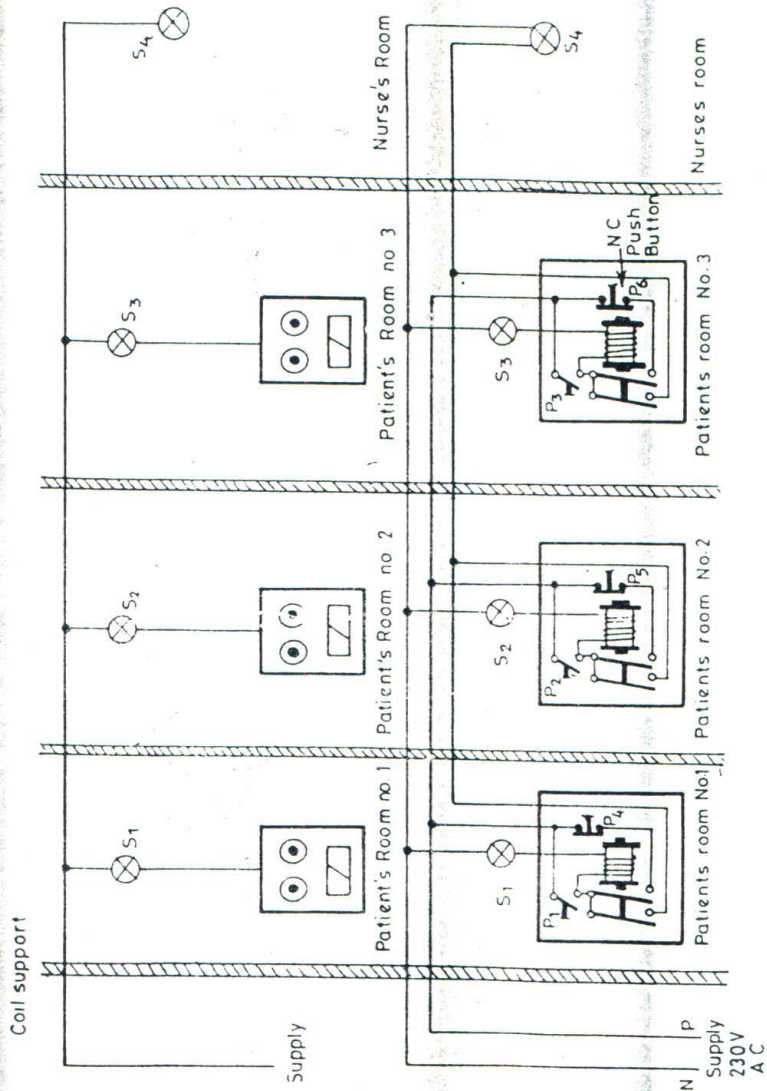 Coil support
Supply
S1
S2
S3
S4
Patient's Room no. 1
Patient's Room no. 2
Patient's Room no 3
Nurse's Room
S1
S2
S3
S4
P1
P4
P2
P5
P3
P6
NC
Push
Button
Patients room No1
Patients room No.2
Patients room No.3
Nurses room
N
P
Supply
230V
A C